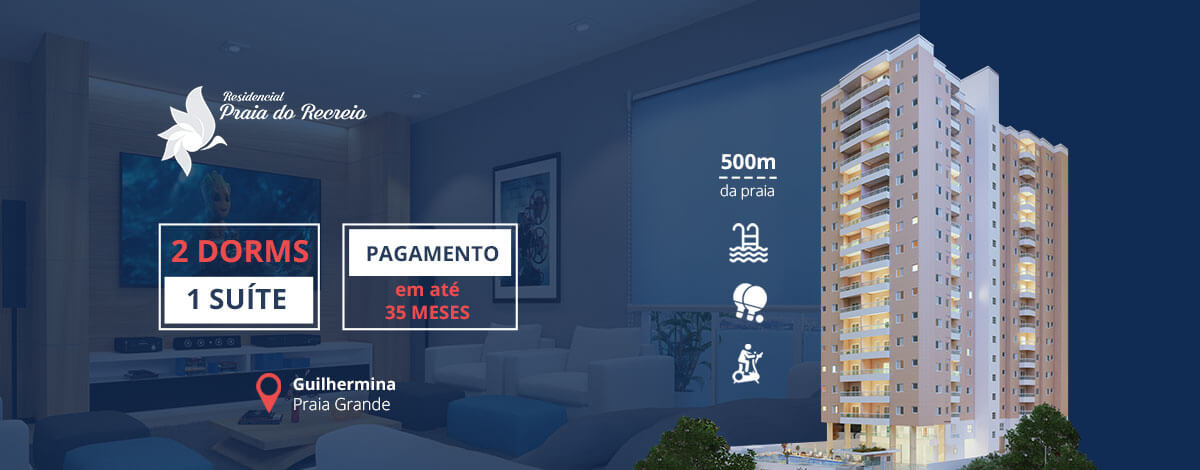 Residencial
Praia do Recreio
2 DORMS
1 SUÍTE
PAGAMENTO
em até
35 MESES
Guilhermina
Praia Grande
500m
da praia